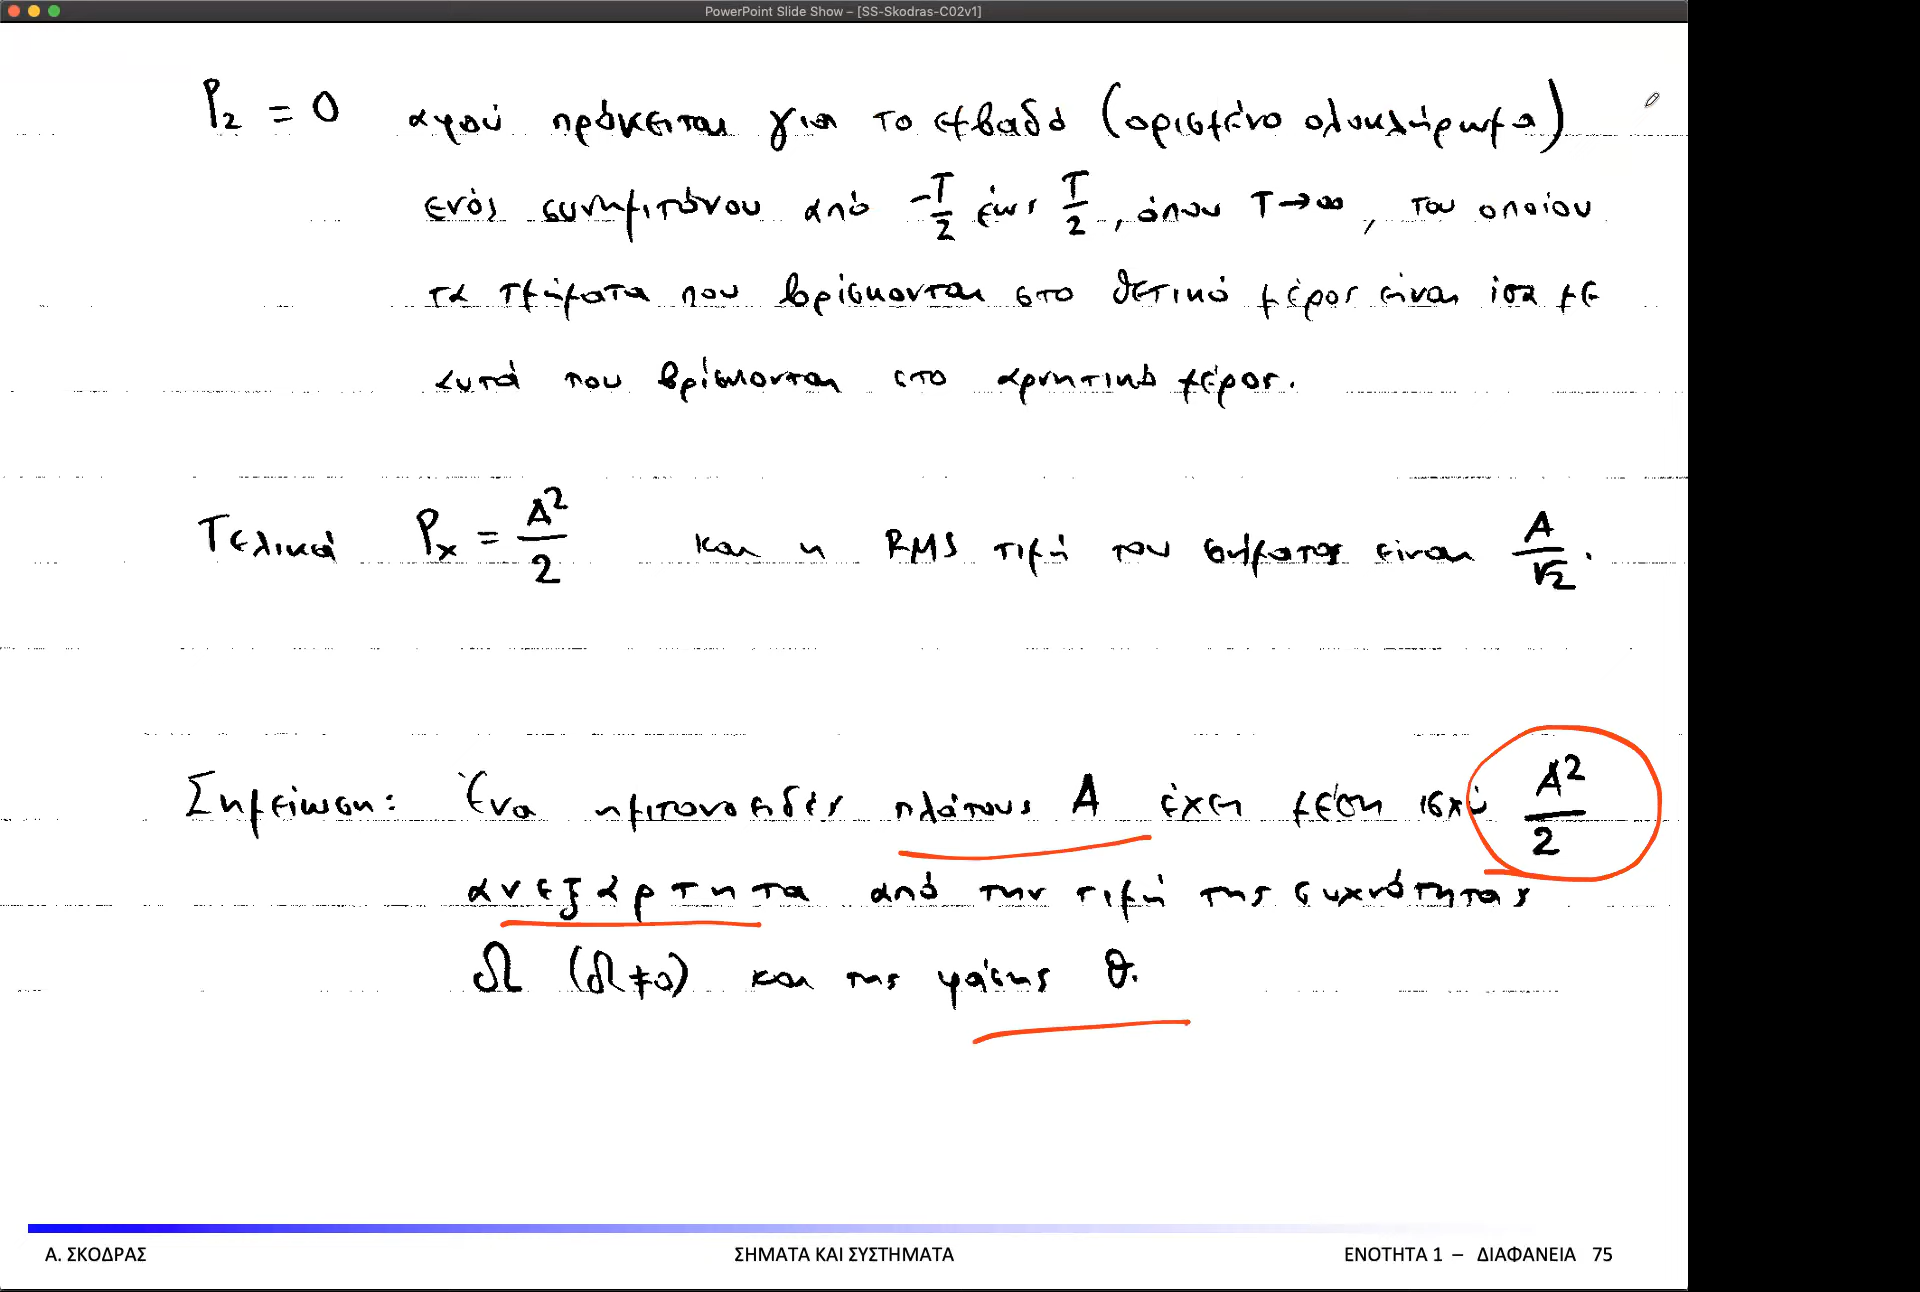 PowerPoint Slide Show – [SS-Skodras-C02v1]
P₂ = 0 αφού πρόκειται για το εμβαδό (ορισμένο ολοκλήρωμα)
ενός συνημιτόνου από -T/2 έως T/2, όπου T→∞, του οποίου
τα τμήματα που βρίσκονται στο θετικό μέρος είναι ίσα με
αυτά που βρίσκονται στο αρνητικό μέρος.
Τελικά Pₓ = A²/2 και η RMS τιμή του σήματος είναι A/√2.
Σημείωση: Ένα ημιτονοειδές πλάτους A έχει μέση ισχύ A²/2
ανεξάρτητα από την τιμή της συχνότητας
Ω (Ω≠0) και της φάσης θ.
Α. ΣΚΟΔΡΑΣ
ΣΗΜΑΤΑ ΚΑΙ ΣΥΣΤΗΜΑΤΑ
ΕΝΟΤΗΤΑ 1 – ΔΙΑΦΑΝΕΙΑ 75